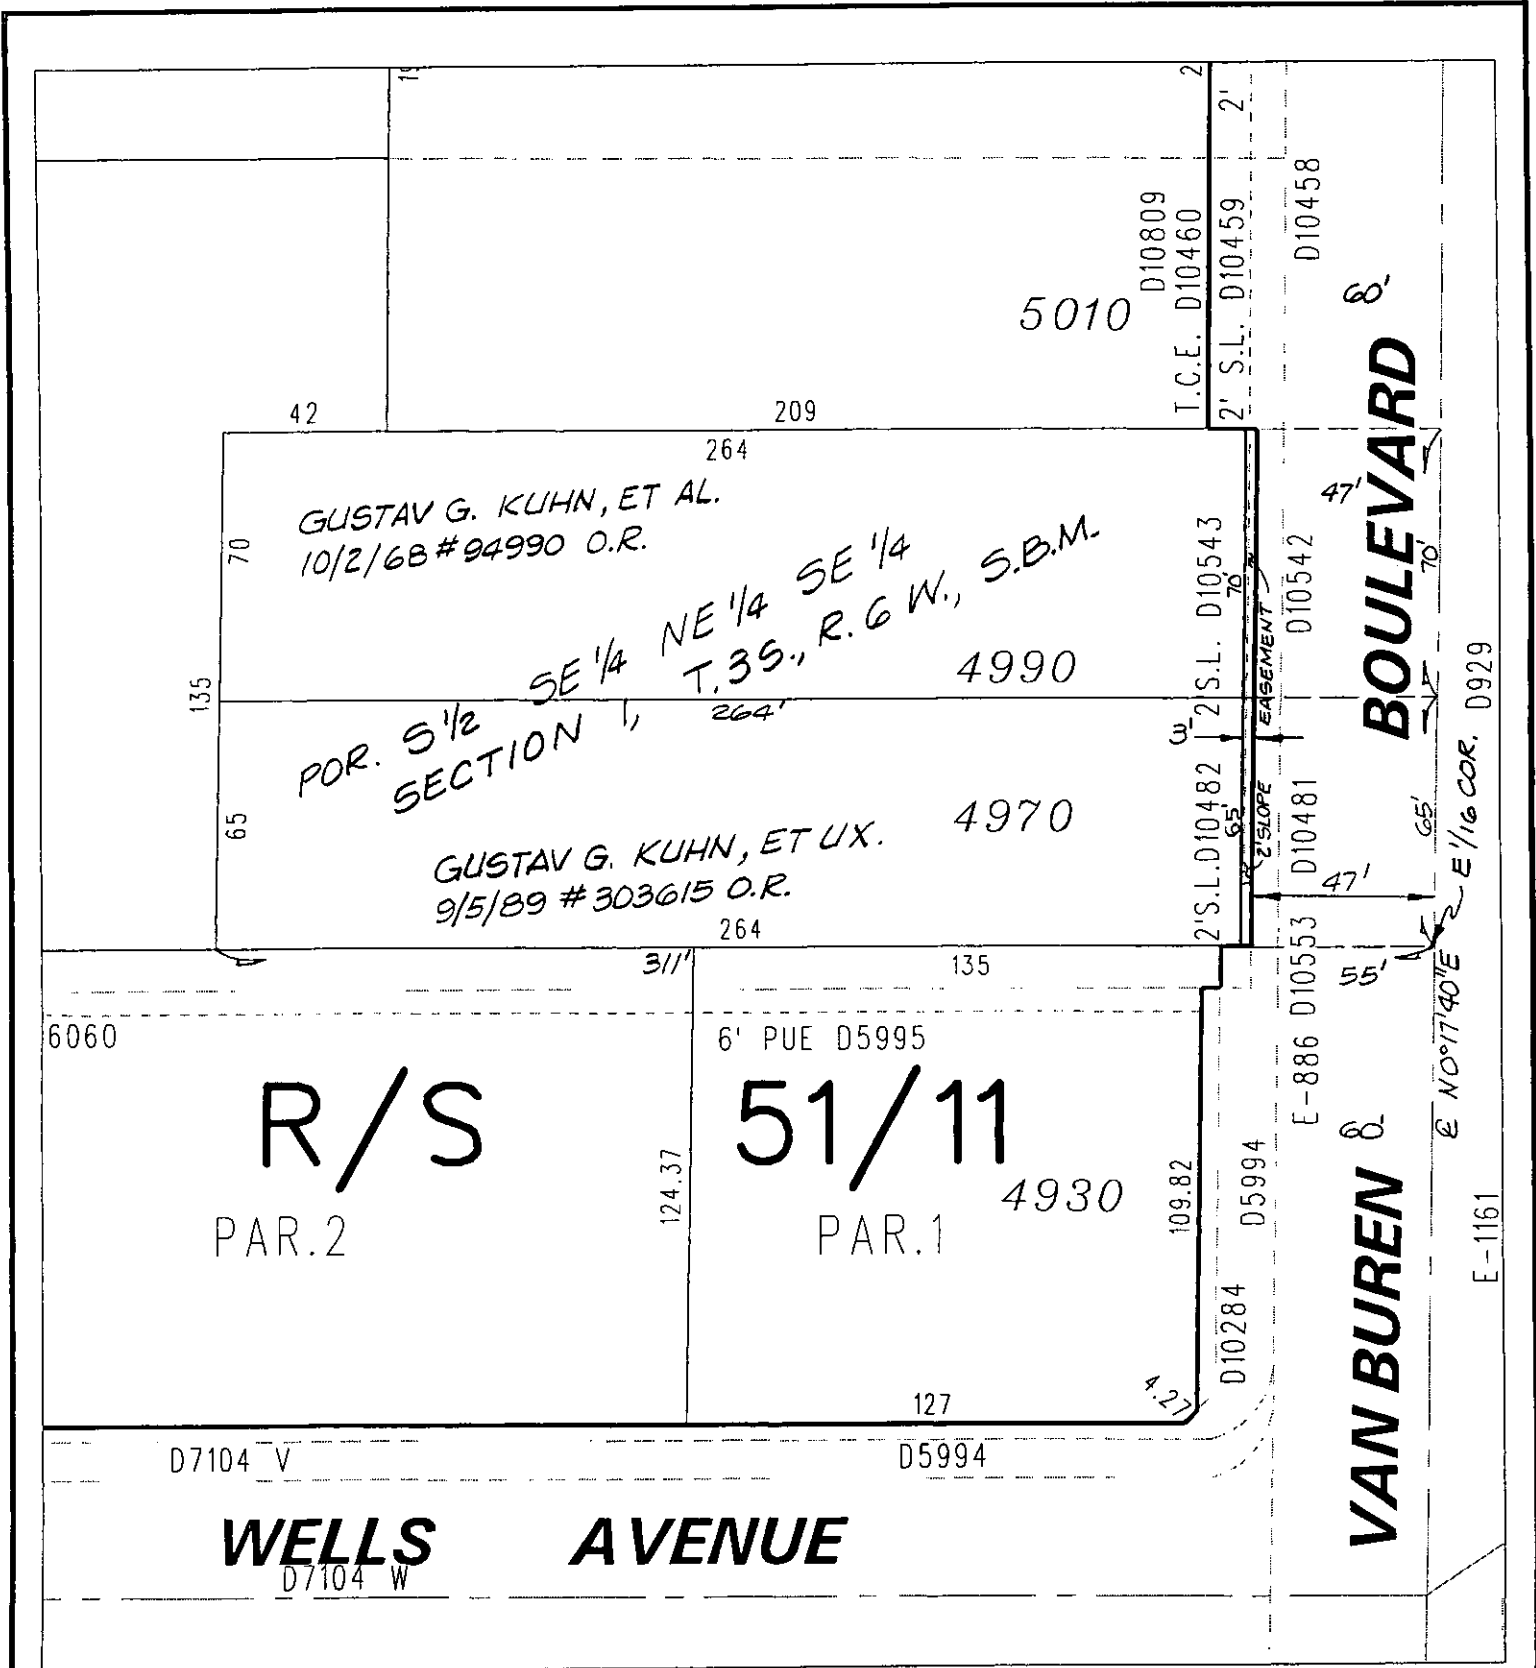 2
2'
D10809
T.C.E. D10460
2' S.L. D10459
D10458
5010
60'
BOULEVARD
42
209
264
GUSTAV G. KUHN, ET AL.
10/2/68 #94990 O.R.
70
47'
2'S.L. D10543
70'
EASEMENT
D10542
70'
POR. S 1/2 SE 1/4 NE 1/4 SE 1/4
SECTION 1, T.3S., R.6 W., S.B.M.
4990
135
264'
3'
D929
65
4970
2'S.L. D10482
65'
2' SLOPE
D10481
65'
E 1/16 COR.
GUSTAV G. KUHN, ET UX.
9/5/89 #303615 O.R.
47'
264
311'
135
55'
E-886 D10553
6060
6' PUE D5995
R/S 51/11
℄ N0°17'40"E
60
124.37
4930
109.82
D5994
PAR.2
PAR.1
E-1161
D10284
VAN BUREN
4.27
127
D7104 V
D5994
WELLS AVENUE
D7104 W